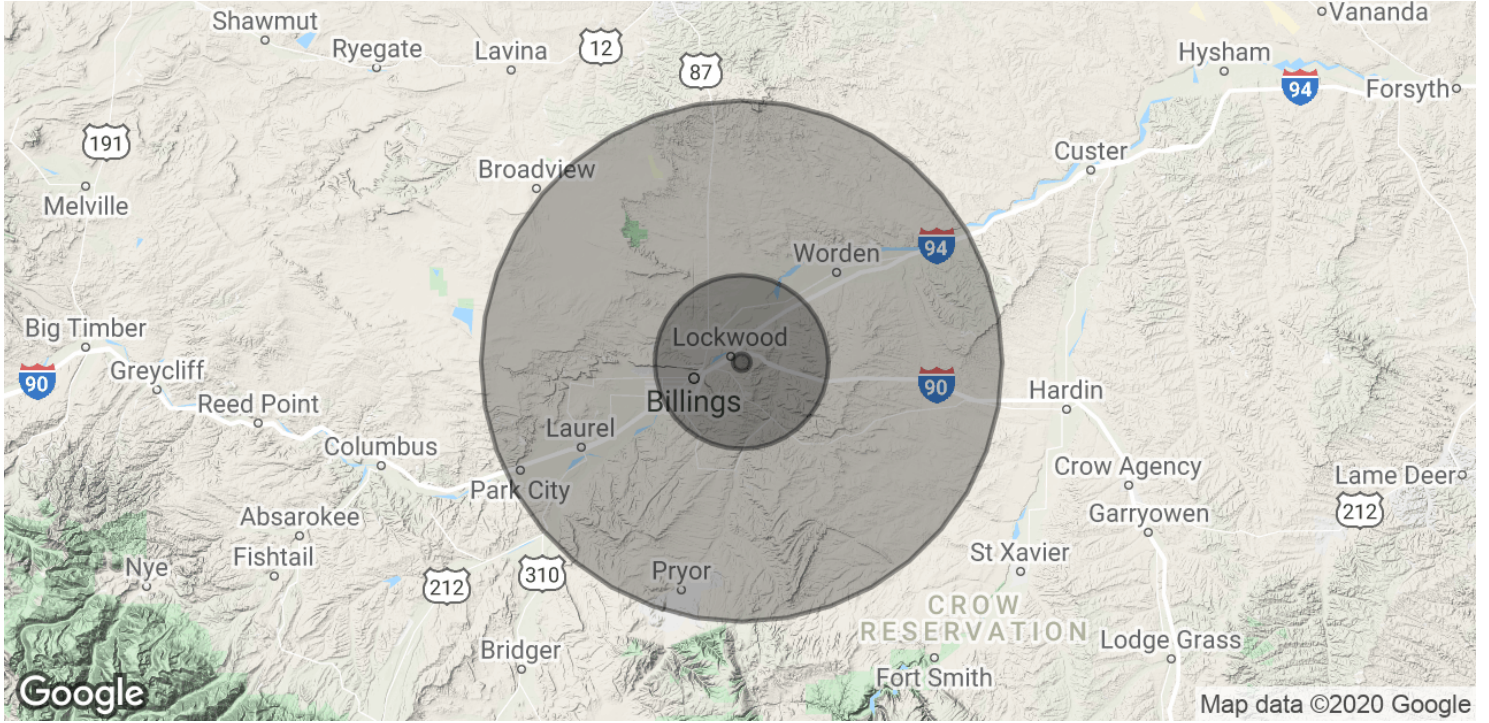 Shawmut
Vananda
Ryegate
Lavina
12
Hysham
87
94
Forsyth
191
Custer
Broadview
Melville
94
Worden
Big Timber
Lockwood
90
Greycliff
90
Hardin
Reed Point
Billings
Laurel
Columbus
Crow Agency
Lame Deer
Park City
212
Absarokee
Garryowen
Fishtail
St Xavier
Nye
310
Pryor
212
CROW
RESERVATION
Lodge Grass
Bridger
Fort Smith
Google
Map data ©2020 Google